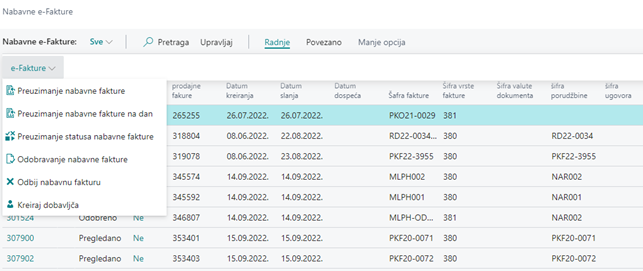 Nabavne e-Fakture
Nabavne e-Fakture: Sve Pretraga Upravljaj Radnje Povezano Manje opcija
e-Fakture
prodajne fakure Datum kreiranja Datum slanja Datum dospeća Šafra fakture Šifra vrste fakture Šifra valute dokumenta šifra porudžbine šifra ugovora
Preuzimanje nabavne fakture
265255 26.07.2022. 26.07.2022. PKO21-0029 381
Preuzimanje nabavne fakture na dan
318804 08.06.2022. 22.08.2022. RD22-0034... 380 RD22-0034
Preuzimanje statusa nabavne fakture
319078 08.06.2022. 23.08.2022. PKF22-3955 380 PKF22-3955
Odobravanje nabavne fakture
345574 14.09.2022. 14.09.2022. MLPH002 380 NAR002
Odbij nabavnu fakturu
345592 14.09.2022. 14.09.2022. MLPH001 380 NAR001
Kreiraj dobavljča
301524 Odobreno Ne 346807 14.09.2022. 14.09.2022. MLPH-OD... 381 NAR002
307900 Pregledano Ne 353401 15.09.2022. 15.09.2022. PKF20-0071 380 PKF20-0071
307902 Pregledano Ne 353403 15.09.2022. 15.09.2022. PKF20-0072 380 PKF20-0072